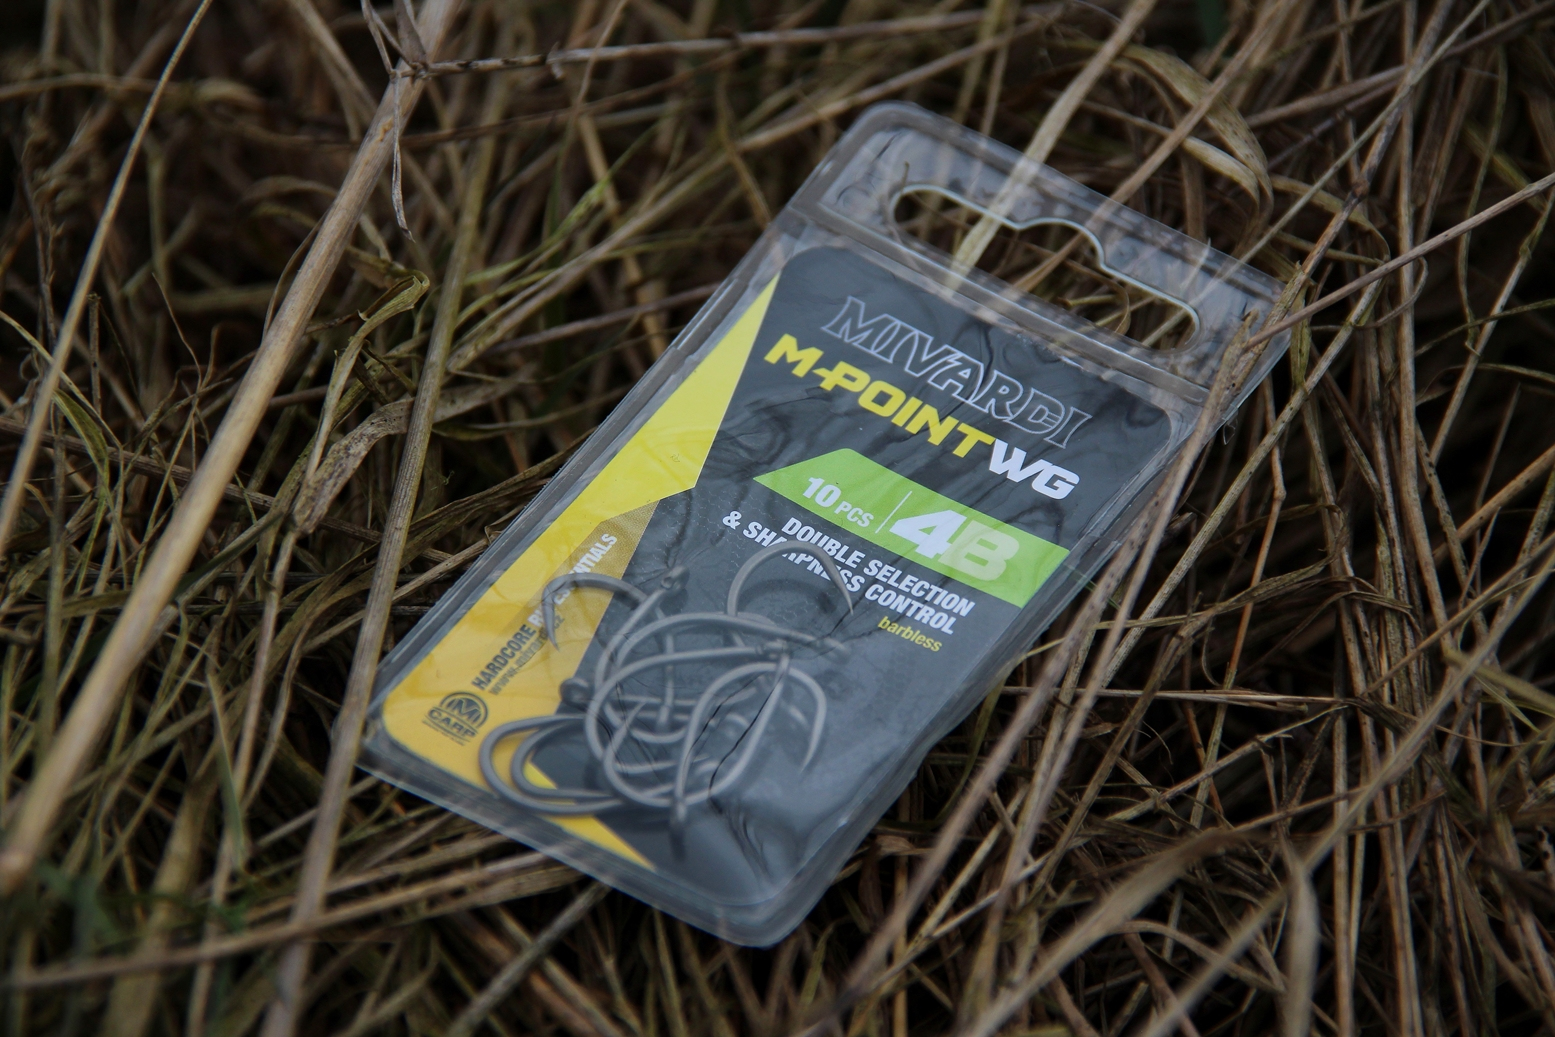 MIVARDI
M-POINT WG
10 PCS 4B
DOUBLE SELECTION
& SHARPNESS CONTROL
barbless
HARDCORE
M
CARP